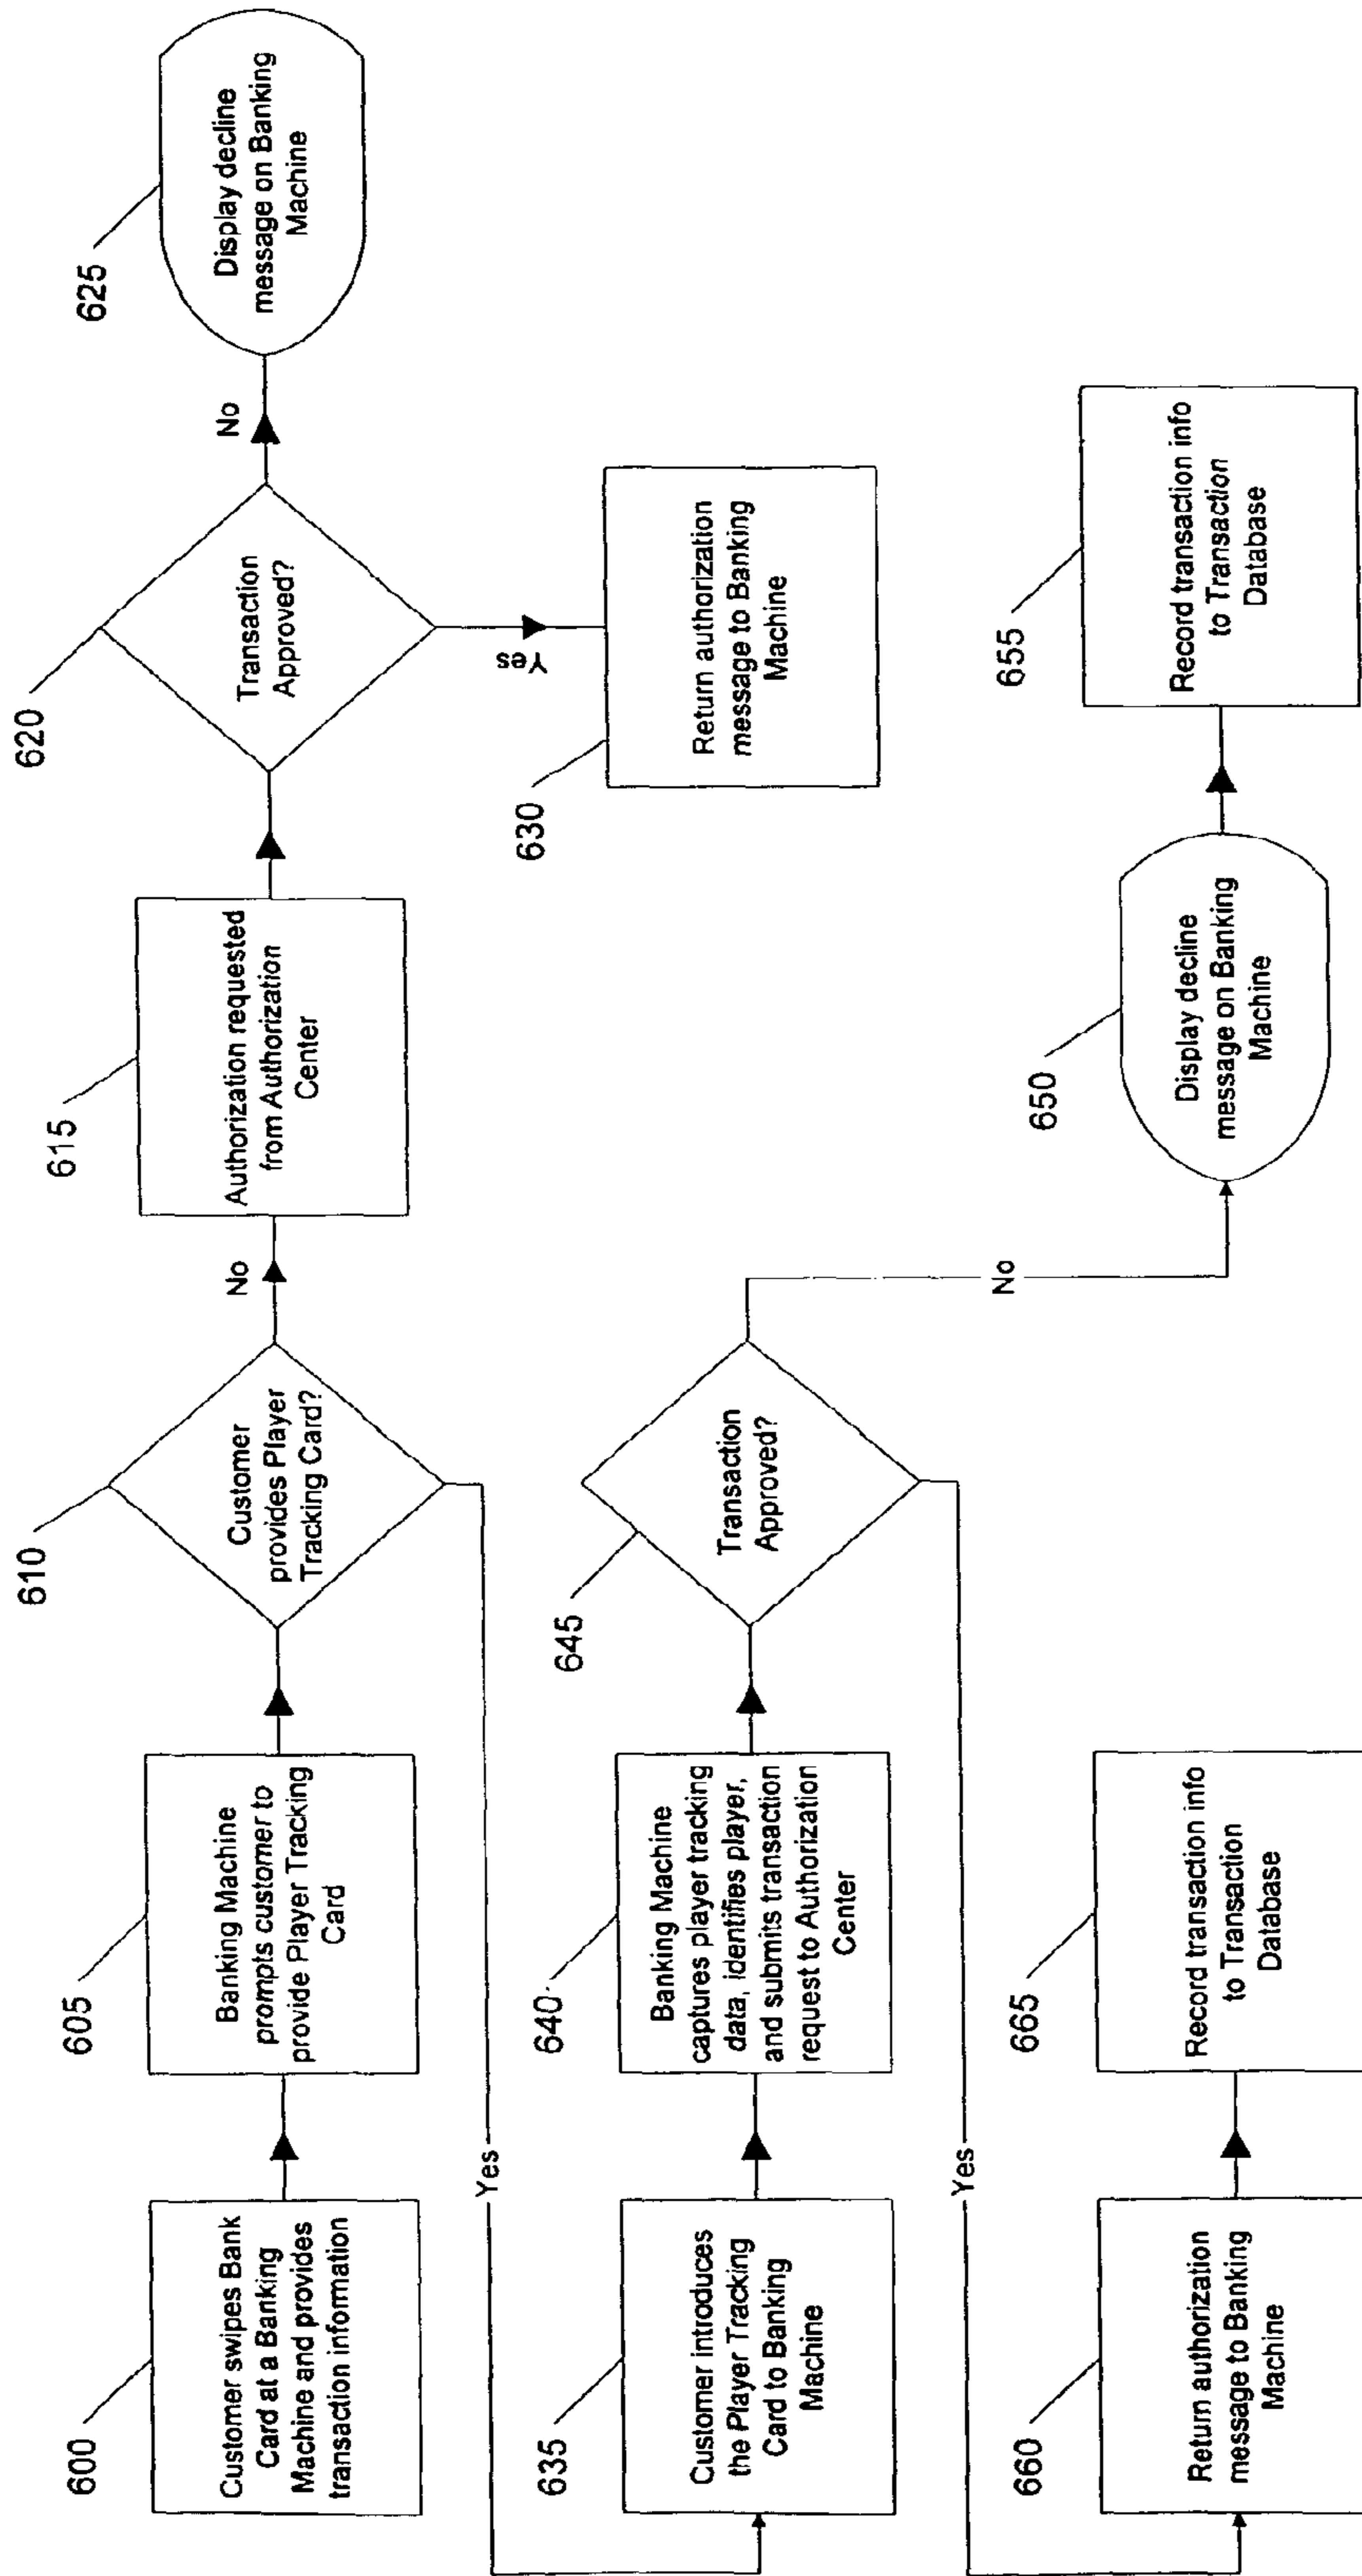 600
Customer swipes Bank
Card at a Banking
Machine and provides
transaction information
605
Banking Machine
prompts customer to
provide Player Tracking
Card
610
Customer
provides Player
Tracking Card?
No
615
Authorization requested
from Authorization
Center
620
Transaction
Approved?
No
625
Display decline
message on Banking
Machine
Yes
630
Return authorization
message to Banking
Machine
Yes
635
Customer introduces
the Player Tracking
Card to Banking
Machine
640
Banking Machine
captures player tracking
data, identifies player,
and submits transaction
request to Authorization
Center
645
Transaction
Approved?
No
650
Display decline
message on Banking
Machine
655
Record transaction info
to Transaction
Database
Yes
660
Return authorization
message to Banking
Machine
665
Record transaction info
to Transaction
Database